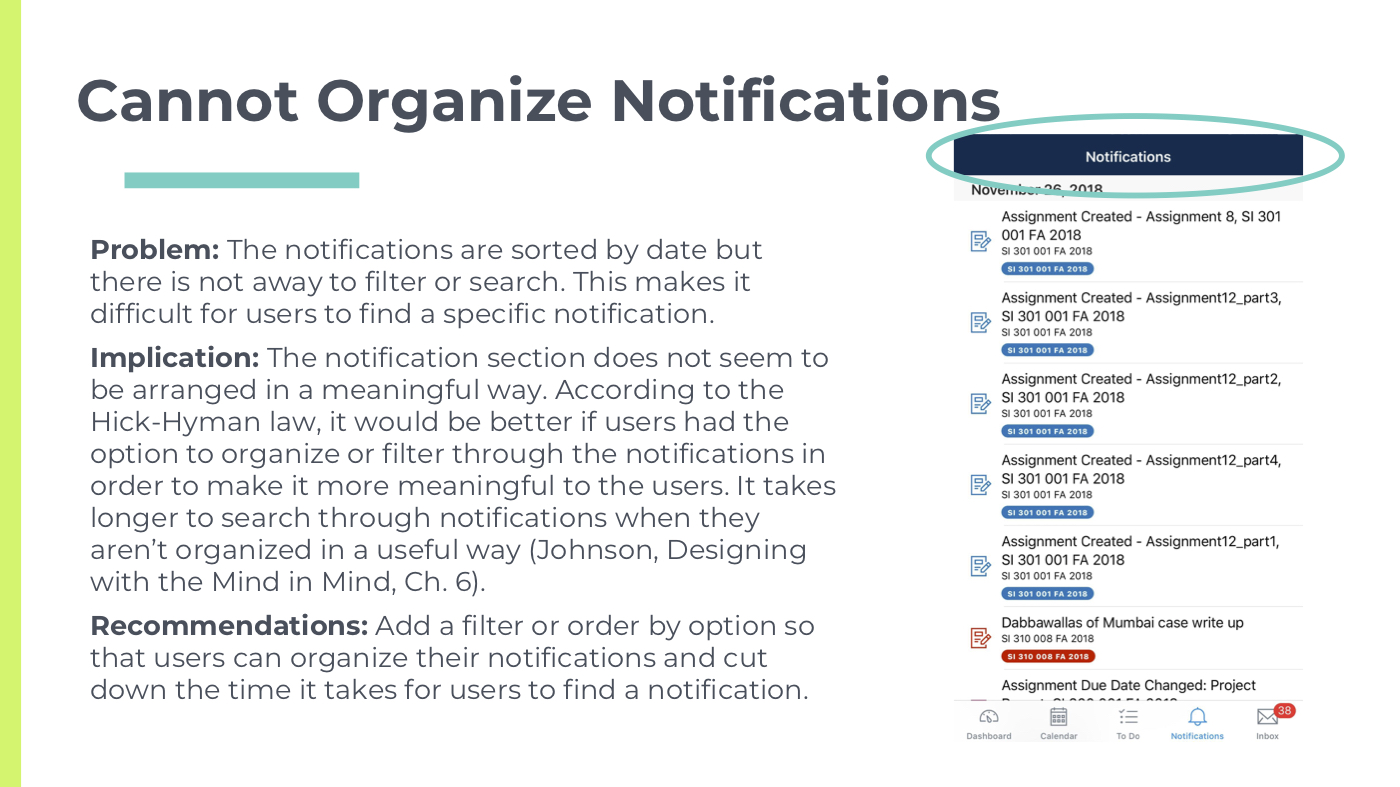 Cannot Organize Notifications
Problem: The notifications are sorted by date but
there is not away to filter or search. This makes it
difficult for users to find a specific notification.
Implication: The notification section does not seem to
be arranged in a meaningful way. According to the
Hick-Hyman law, it would be better if users had the
option to organize or filter through the notifications in
order to make it more meaningful to the users. It takes
longer to search through notifications when they
aren’t organized in a useful way (Johnson, Designing
with the Mind in Mind, Ch. 6).
Recommendations: Add a filter or order by option so
that users can organize their notifications and cut
down the time it takes for users to find a notification.
Notifications
November 26, 2018
Assignment Created - Assignment 8, SI 301
001 FA 2018
SI 301 001 FA 2018
SI 301 001 FA 2018
Assignment Created - Assignment12_part3,
SI 301 001 FA 2018
SI 301 001 FA 2018
SI 301 001 FA 2018
Assignment Created - Assignment12_part2,
SI 301 001 FA 2018
SI 301 001 FA 2018
SI 301 001 FA 2018
Assignment Created - Assignment12_part4,
SI 301 001 FA 2018
SI 301 001 FA 2018
SI 301 001 FA 2018
Assignment Created - Assignment12_part1,
SI 301 001 FA 2018
SI 301 001 FA 2018
SI 301 001 FA 2018
Dabbawallas of Mumbai case write up
SI 310 008 FA 2018
SI 310 008 FA 2018
Assignment Due Date Changed: Project
38
Dashboard Calendar To Do Notifications Inbox